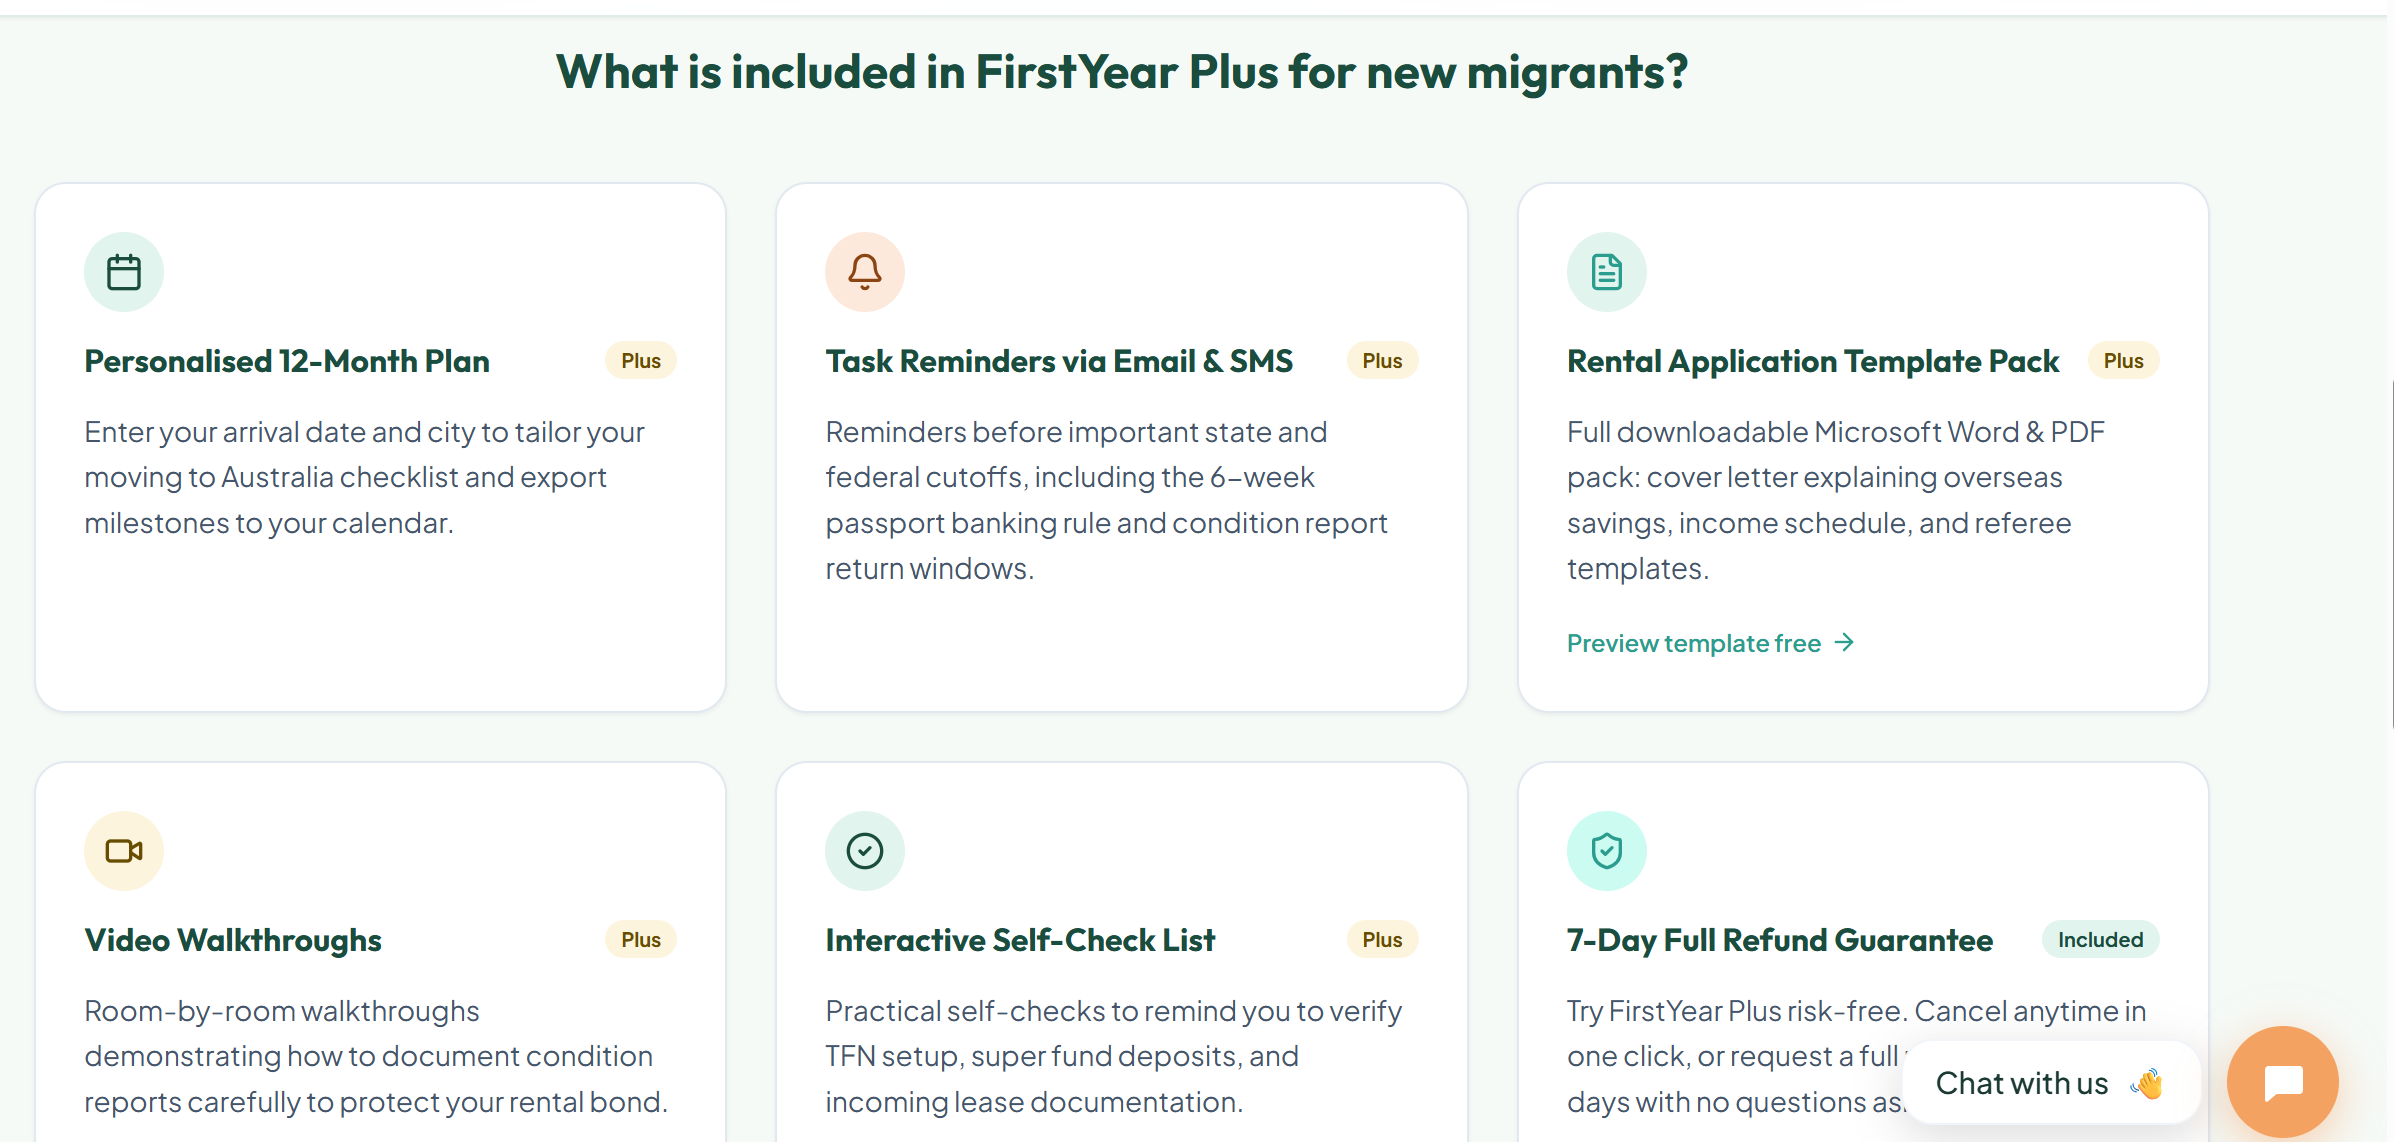 What is included in FirstYear Plus for new migrants?
Personalised 12-Month Plan
Plus
Enter your arrival date and city to tailor your
moving to Australia checklist and export
milestones to your calendar.
Task Reminders via Email & SMS
Plus
Reminders before important state and
federal cutoffs, including the 6-week
passport banking rule and condition report
return windows.
Rental Application Template Pack
Plus
Full downloadable Microsoft Word & PDF
pack: cover letter explaining overseas
savings, income schedule, and referee
templates.
Preview template free →
Video Walkthroughs
Plus
Room-by-room walkthroughs
demonstrating how to document condition
reports carefully to protect your rental bond.
Interactive Self-Check List
Plus
Practical self-checks to remind you to verify
TFN setup, super fund deposits, and
incoming lease documentation.
7-Day Full Refund Guarantee
Included
Try FirstYear Plus risk-free. Cancel anytime in
one click, or request a full
days with no questions
Chat with us 👋